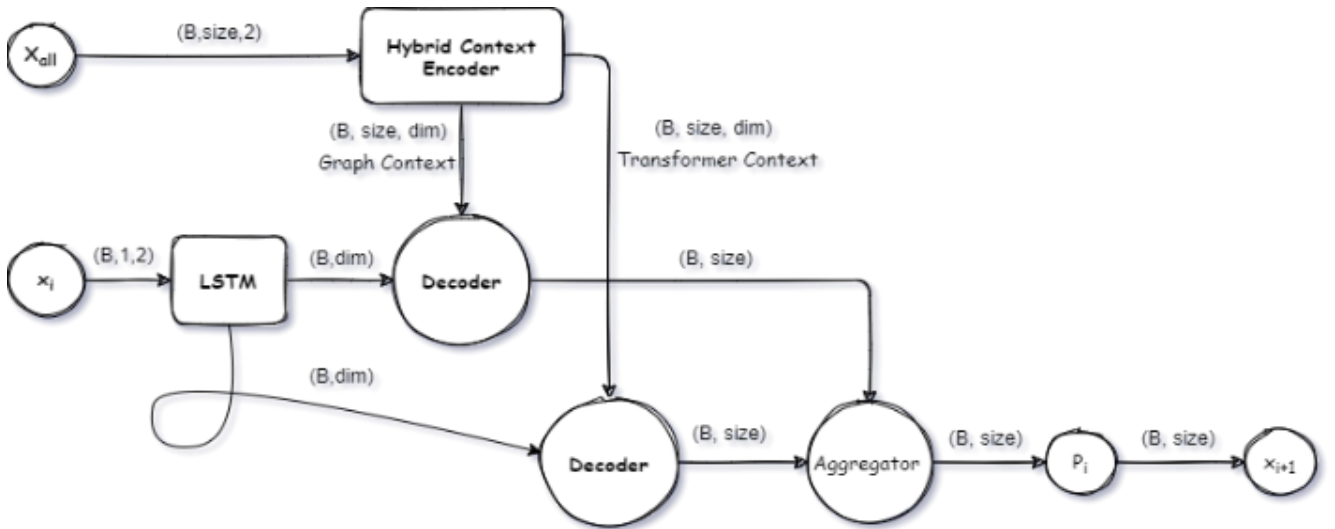 X_all
(B,size,2)
Hybrid Context
Encoder
(B, size, dim)
Graph Context
(B, size, dim)
Transformer Context
x_i
(B,1,2)
LSTM
(B,dim)
Decoder
(B, size)
(B,dim)
Decoder
(B, size)
Aggregator
(B, size)
P_i
(B, size)
x_{i+1}